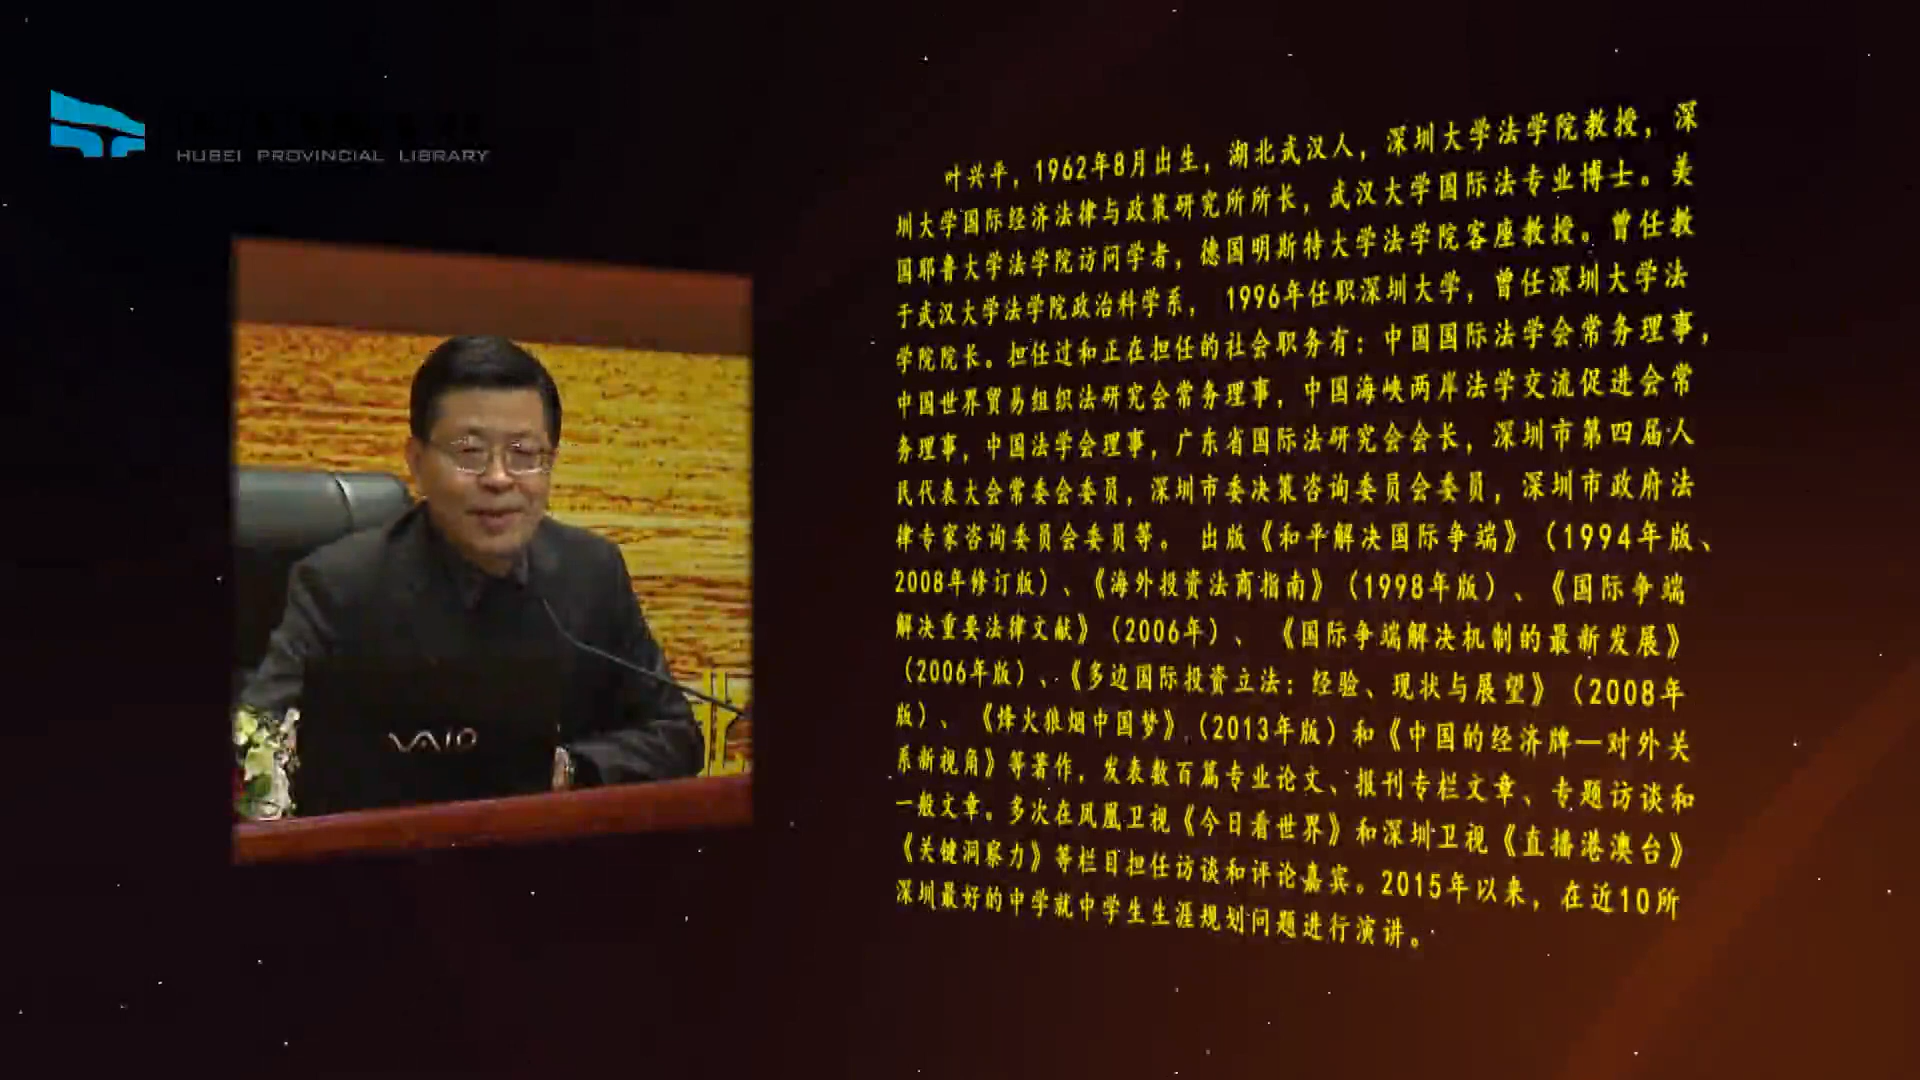 HUBEI PROVINCIAL LIBRARY
叶兴平，1962年8月出生，湖北武汉人，深圳大学法学院教授，深
圳大学国际经济法律与政策研究所所长，武汉大学国际法专业博士。美
国耶鲁大学法学院访问学者，德国明斯特大学法学院客座教授。曾任教
于武汉大学法学院政治科学系， 1996年任职深圳大学，曾任深圳大学法
学院院长。担任过和正在担任的社会职务有：中国国际法学会常务理事，
中国世界贸易组织法研究会常务理事，中国海峡两岸法学交流促进会常
务理事，中国法学会理事，广东省国际法研究会会长，深圳市第四届人
民代表大会常委会委员，深圳市委决策咨询委员会委员，深圳市政府法
律专家咨询委员会委员等。 出版《和平解决国际争端》（1994年版、
2008年修订版）、《海外投资法商指南》（1998年版）、《国际争端
解决重要法律文献》（2006年）、 《国际争端解决机制的最新发展》
（2006年版）、《多边国际投资立法：经验、现状与展望》（2008年
版）、 《烽火狼烟中国梦》（2013年版）和《中国的经济牌—对外关
系新视角》等著作，发表数百篇专业论文、报刊专栏文章、专题访谈和
一般文章。多次在凤凰卫视《今日看世界》和深圳卫视《直播港澳台》
《关键洞察力》等栏目担任访谈和评论嘉宾。2015年以来，在近10所
深圳最好的中学就中学生生涯规划问题进行演讲。
VAIO